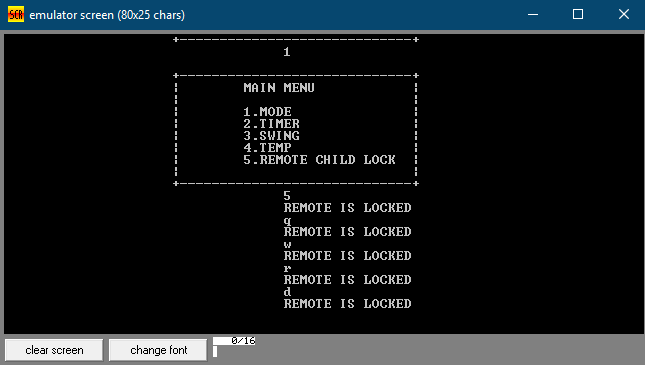 SCR emulator screen (80x25 chars)
+-----------------------------+
1
+-----------------------------+
MAIN MENU
1.MODE
2.TIMER
3.SWING
4.TEMP
5.REMOTE CHILD LOCK
+-----------------------------+
5
REMOTE IS LOCKED
q
REMOTE IS LOCKED
w
REMOTE IS LOCKED
r
REMOTE IS LOCKED
d
REMOTE IS LOCKED
clear screen change font 0/16